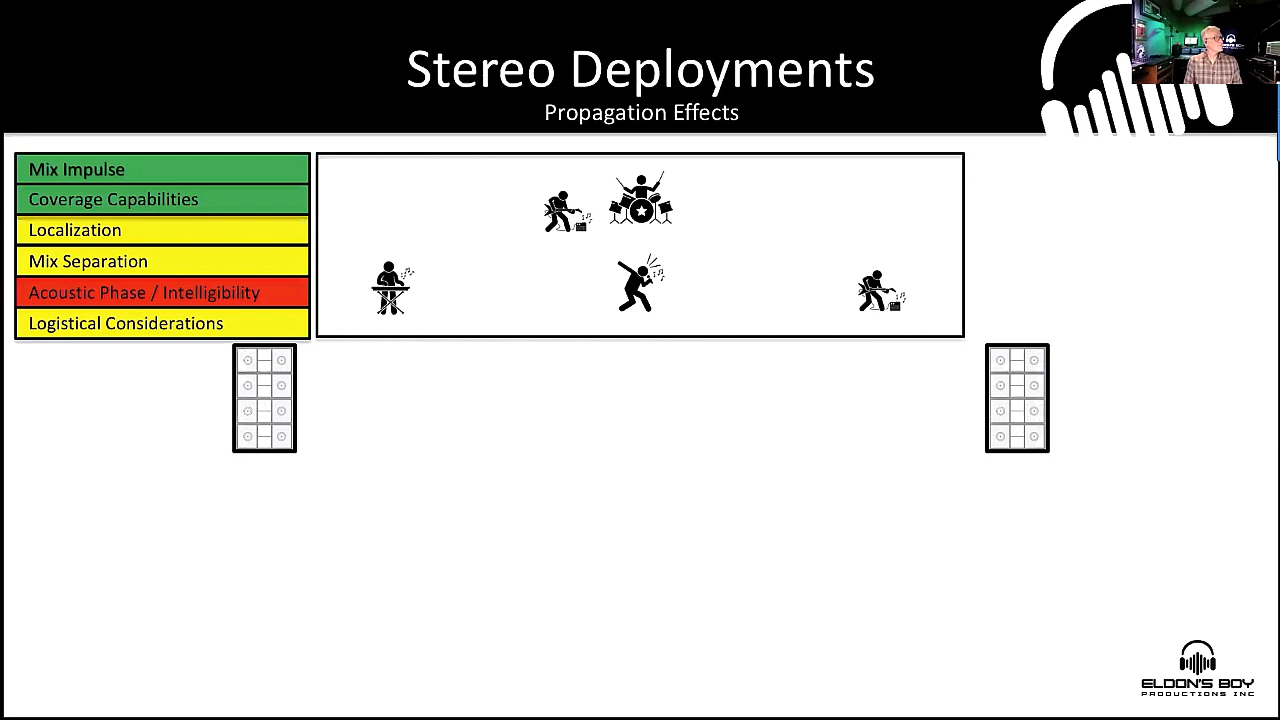 Stereo Deployments
Propagation Effects
Mix Impulse
Coverage Capabilities
Localization
Mix Separation
Acoustic Phase / Intelligibility
Logistical Considerations
ELDON'S BOY
PRODUCTIONS INC